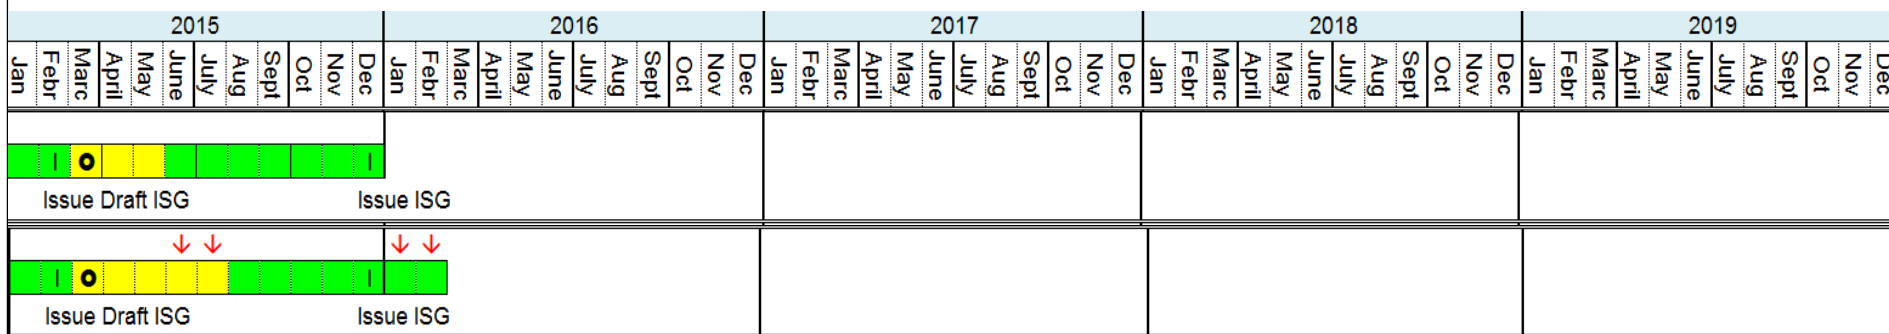 2015 2016 2017 2018 2019
Jan Febr Marc April May June July Aug Sept Oct Nov Dec Jan Febr Marc April May June July Aug Sept Oct Nov Dec Jan Febr Marc April May June July Aug Sept Oct Nov Dec Jan Febr Marc April May June July Aug Sept Oct Nov Dec Jan Febr Marc April May June July Aug Sept Oct Nov Dec
I o I
Issue Draft ISG Issue ISG
↓ ↓ ↓ ↓
I o I
Issue Draft ISG Issue ISG